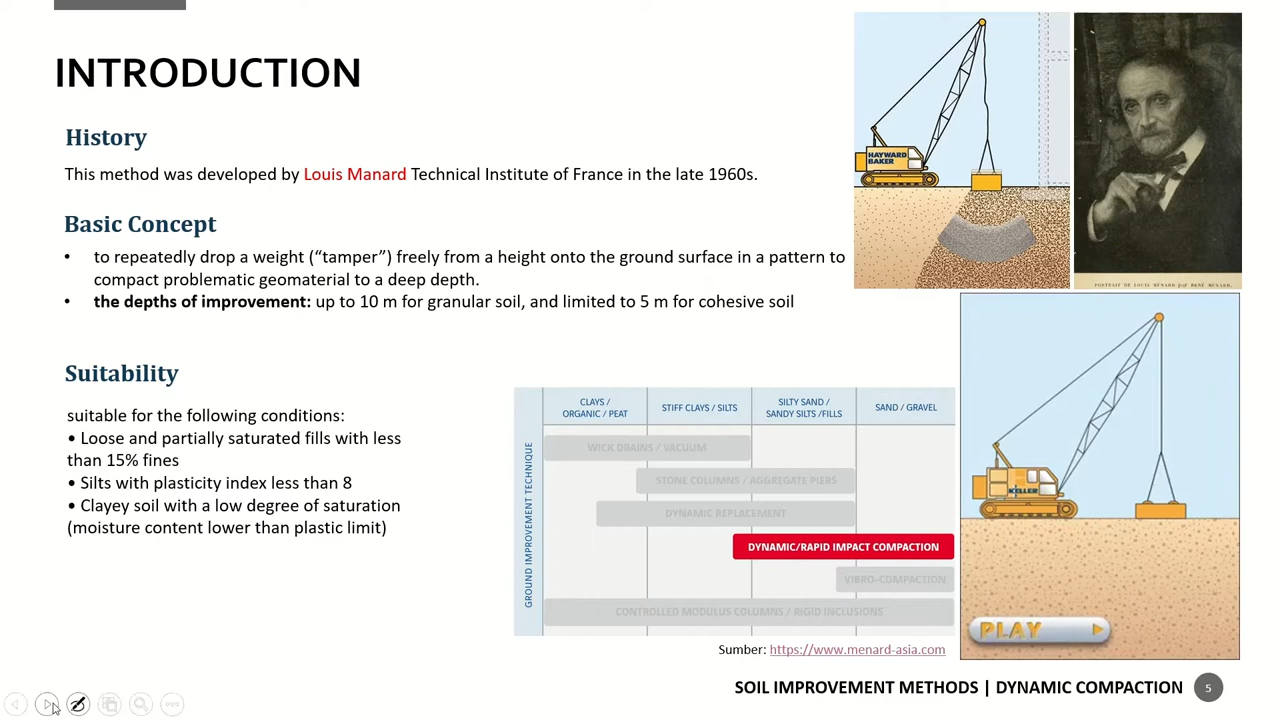 INTRODUCTION
History
This method was developed by Louis Manard Technical Institute of France in the late 1960s.
Basic Concept
• to repeatedly drop a weight (“tamper”) freely from a height onto the ground surface in a pattern to
compact problematic geomaterial to a deep depth.
• the depths of improvement: up to 10 m for granular soil, and limited to 5 m for cohesive soil
Suitability
suitable for the following conditions:
• Loose and partially saturated fills with less
than 15% fines
• Silts with plasticity index less than 8
• Clayey soil with a low degree of saturation
(moisture content lower than plastic limit)
HAYWARD
BAKER
PORTRAIT DE LOUIS MÉNARD par RENÉ MÉNARD.
GROUND IMPROVEMENT TECHNIQUE
CLAYS /
ORGANIC / PEAT
STIFF CLAYS / SILTS
SILTY SAND /
SANDY SILTS /FILLS
SAND / GRAVEL
WICK DRAINS / VACUUM
STONE COLUMNS / AGGREGATE PIERS
DYNAMIC REPLACEMENT
DYNAMIC/RAPID IMPACT COMPACTION
VIBRO-COMPACTION
CONTROLLED MODULUS COLUMNS / RIGID INCLUSIONS
Sumber: https://www.menard-asia.com
KELLER
PLAY
SOIL IMPROVEMENT METHODS | DYNAMIC COMPACTION
5